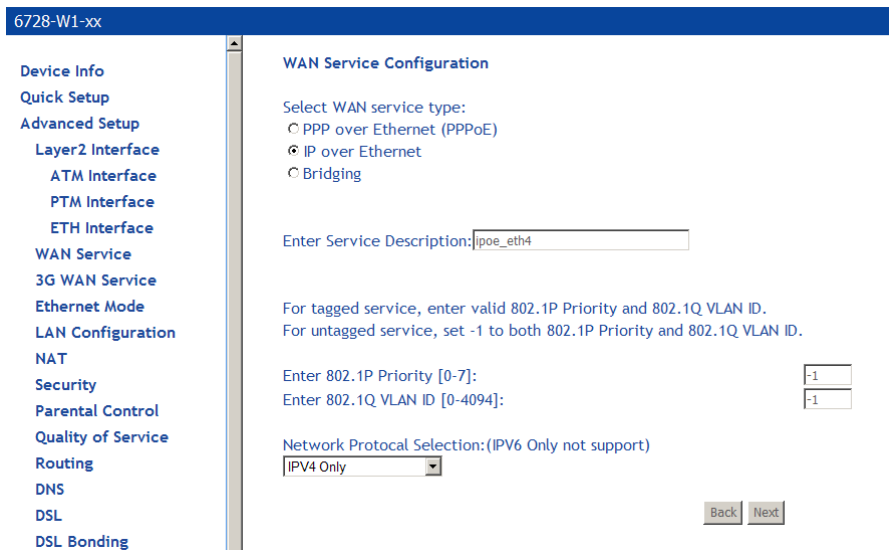 6728-W1-xx
Device Info
Quick Setup
Advanced Setup
Layer2 Interface
ATM Interface
PTM Interface
ETH Interface
WAN Service
3G WAN Service
Ethernet Mode
LAN Configuration
NAT
Security
Parental Control
Quality of Service
Routing
DNS
DSL
DSL Bonding
WAN Service Configuration
Select WAN service type:
PPP over Ethernet (PPPoE)
IP over Ethernet
Bridging
Enter Service Description: ipoe_eth4
For tagged service, enter valid 802.1P Priority and 802.1Q VLAN ID.
For untagged service, set -1 to both 802.1P Priority and 802.1Q VLAN ID.
Enter 802.1P Priority [0-7]: -1
Enter 802.1Q VLAN ID [0-4094]: -1
Network Protocal Selection:(IPV6 Only not support)
IPV4 Only
Back Next